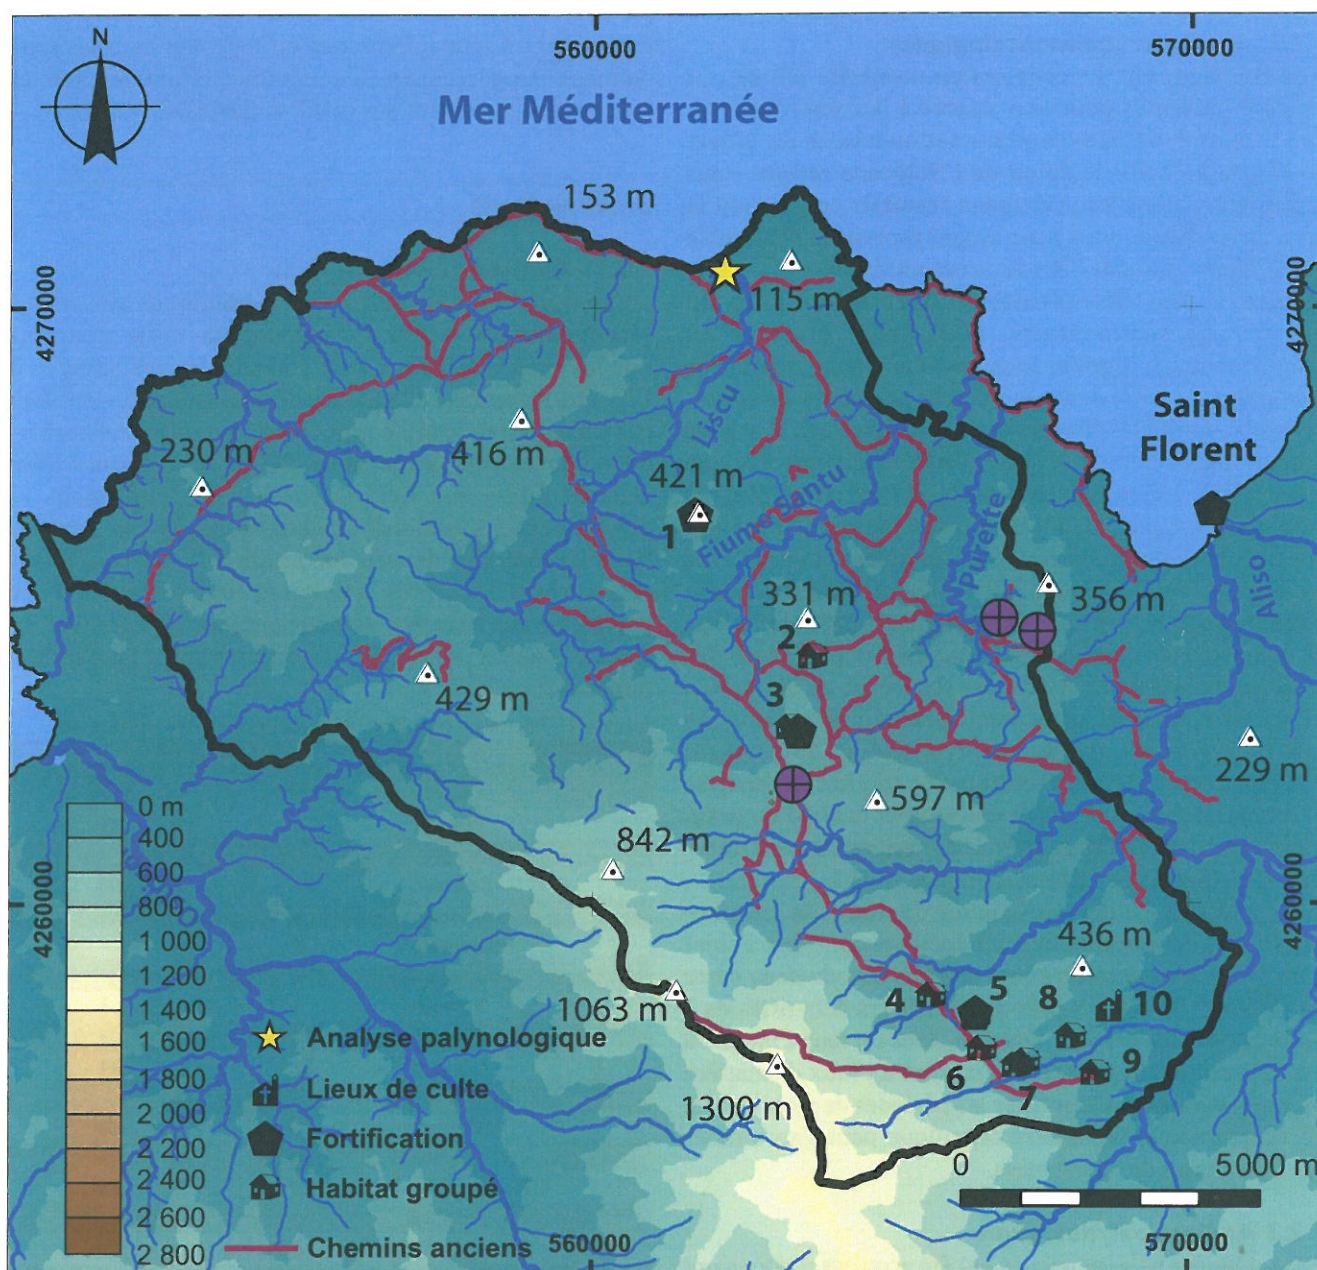 N
560000
570000
Mer Méditerranée
153 m
4270000
4270000
115 m
Saint
Florent
Liscu
230 m
416 m
421 m
1
Fiume Santu
Purette
Aliso
331 m
356 m
2
429 m
3
229 m
597 m
842 m
0 m
400
600
800
1 000
1 200
1 400
1 600
1 800
2 000
2 200
2 400
2 600
2 800
4260000
4260000
436 m
4
5
8
10
1063 m
6
7
9
1300 m
Analyse palynologique
Lieux de culte
Fortification
Habitat groupé
Chemins anciens
0
5000 m
560000
570000